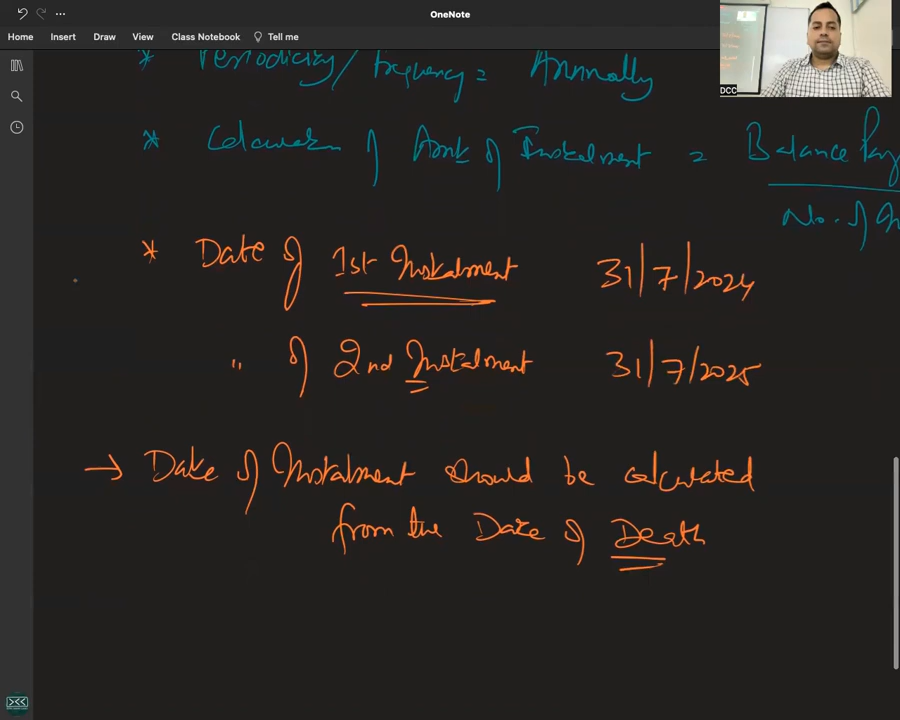 OneNote
Home Insert Draw View Class Notebook Tell me
* Periodicity/frequency = Annually
* Calculation of Amt of Instalment = Balance Pay
No. of
* Date of 1st Instalment 31/7/2024
" of 2nd Instalment 31/7/2025
→ Date of Instalment should be calculated
from the Date of Death
DCC